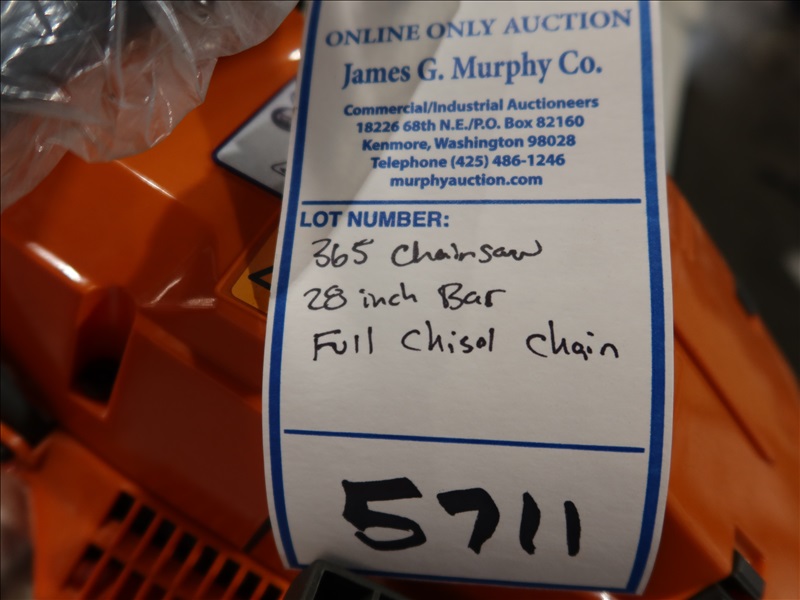 ONLINE ONLY AUCTION
James G. Murphy Co.
Commercial/Industrial Auctioneers
18226 68th N.E./P.O. Box 82160
Kenmore, Washington 98028
Telephone (425) 486-1246
murphyauction.com
LOT NUMBER:
365 Chainsaw
28 inch Bar
Full Chisol Chain
5711